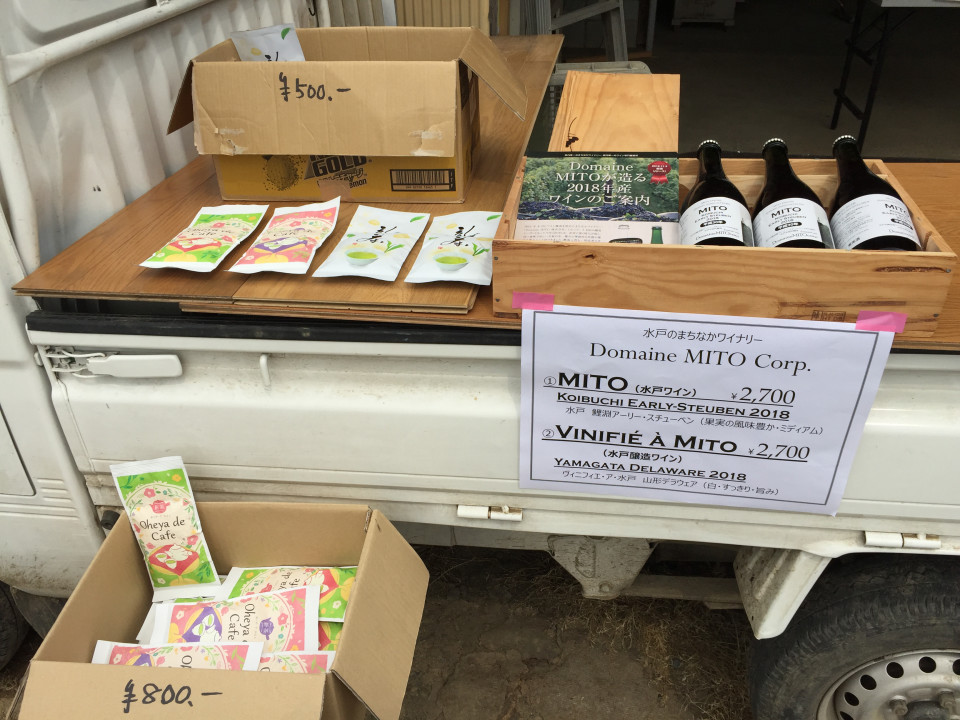 ¥500.-
GOLD
Domaine
MITOが造る
2018年産
ワインのご案内
MITO
MITO
MITO
水戸のまちなかワイナリー
Domaine MITO Corp.
① MITO (水戸ワイン) ¥2,700
KOIBUCHI EARLY-STEUBEN 2018
水戸 鯉淵アーリー・スチューベン (果実の風味豊か・ミディアム)
② VINIFIÉ À MITO ¥2,700
(水戸醸造ワイン)
YAMAGATA DELAWARE 2018
ヴィニフィエ・ア・水戸 山形デラウェア (白・すっきり・旨み)
Oheya de
Cafe
Oheya de
Cafe
¥800.-